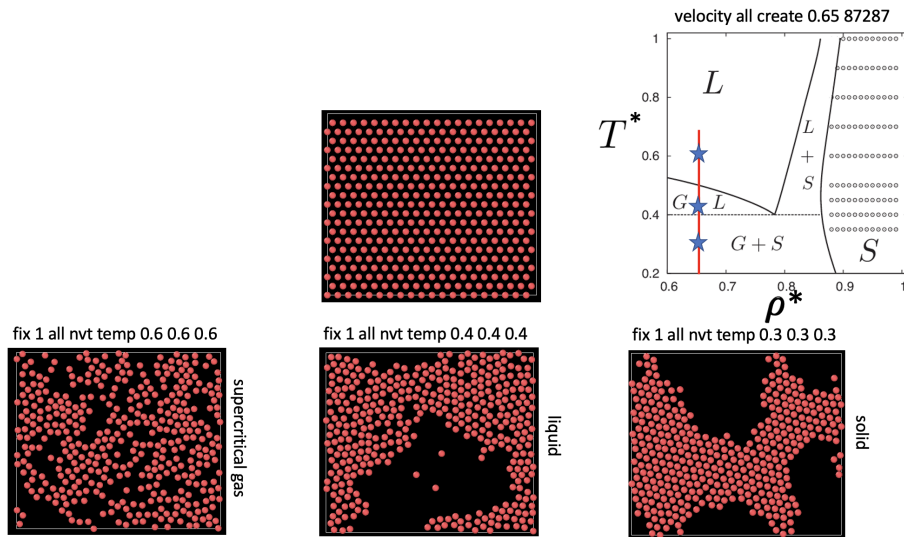 velocity all create 0.65 87287
1
0.8
0.6
0.4
0.2
T*
L
L
+
S
G L
G + S
S
0.6 0.7 0.8 0.9 1
ρ*
fix 1 all nvt temp 0.6 0.6 0.6
fix 1 all nvt temp 0.4 0.4 0.4
fix 1 all nvt temp 0.3 0.3 0.3
supercritical gas
liquid
solid